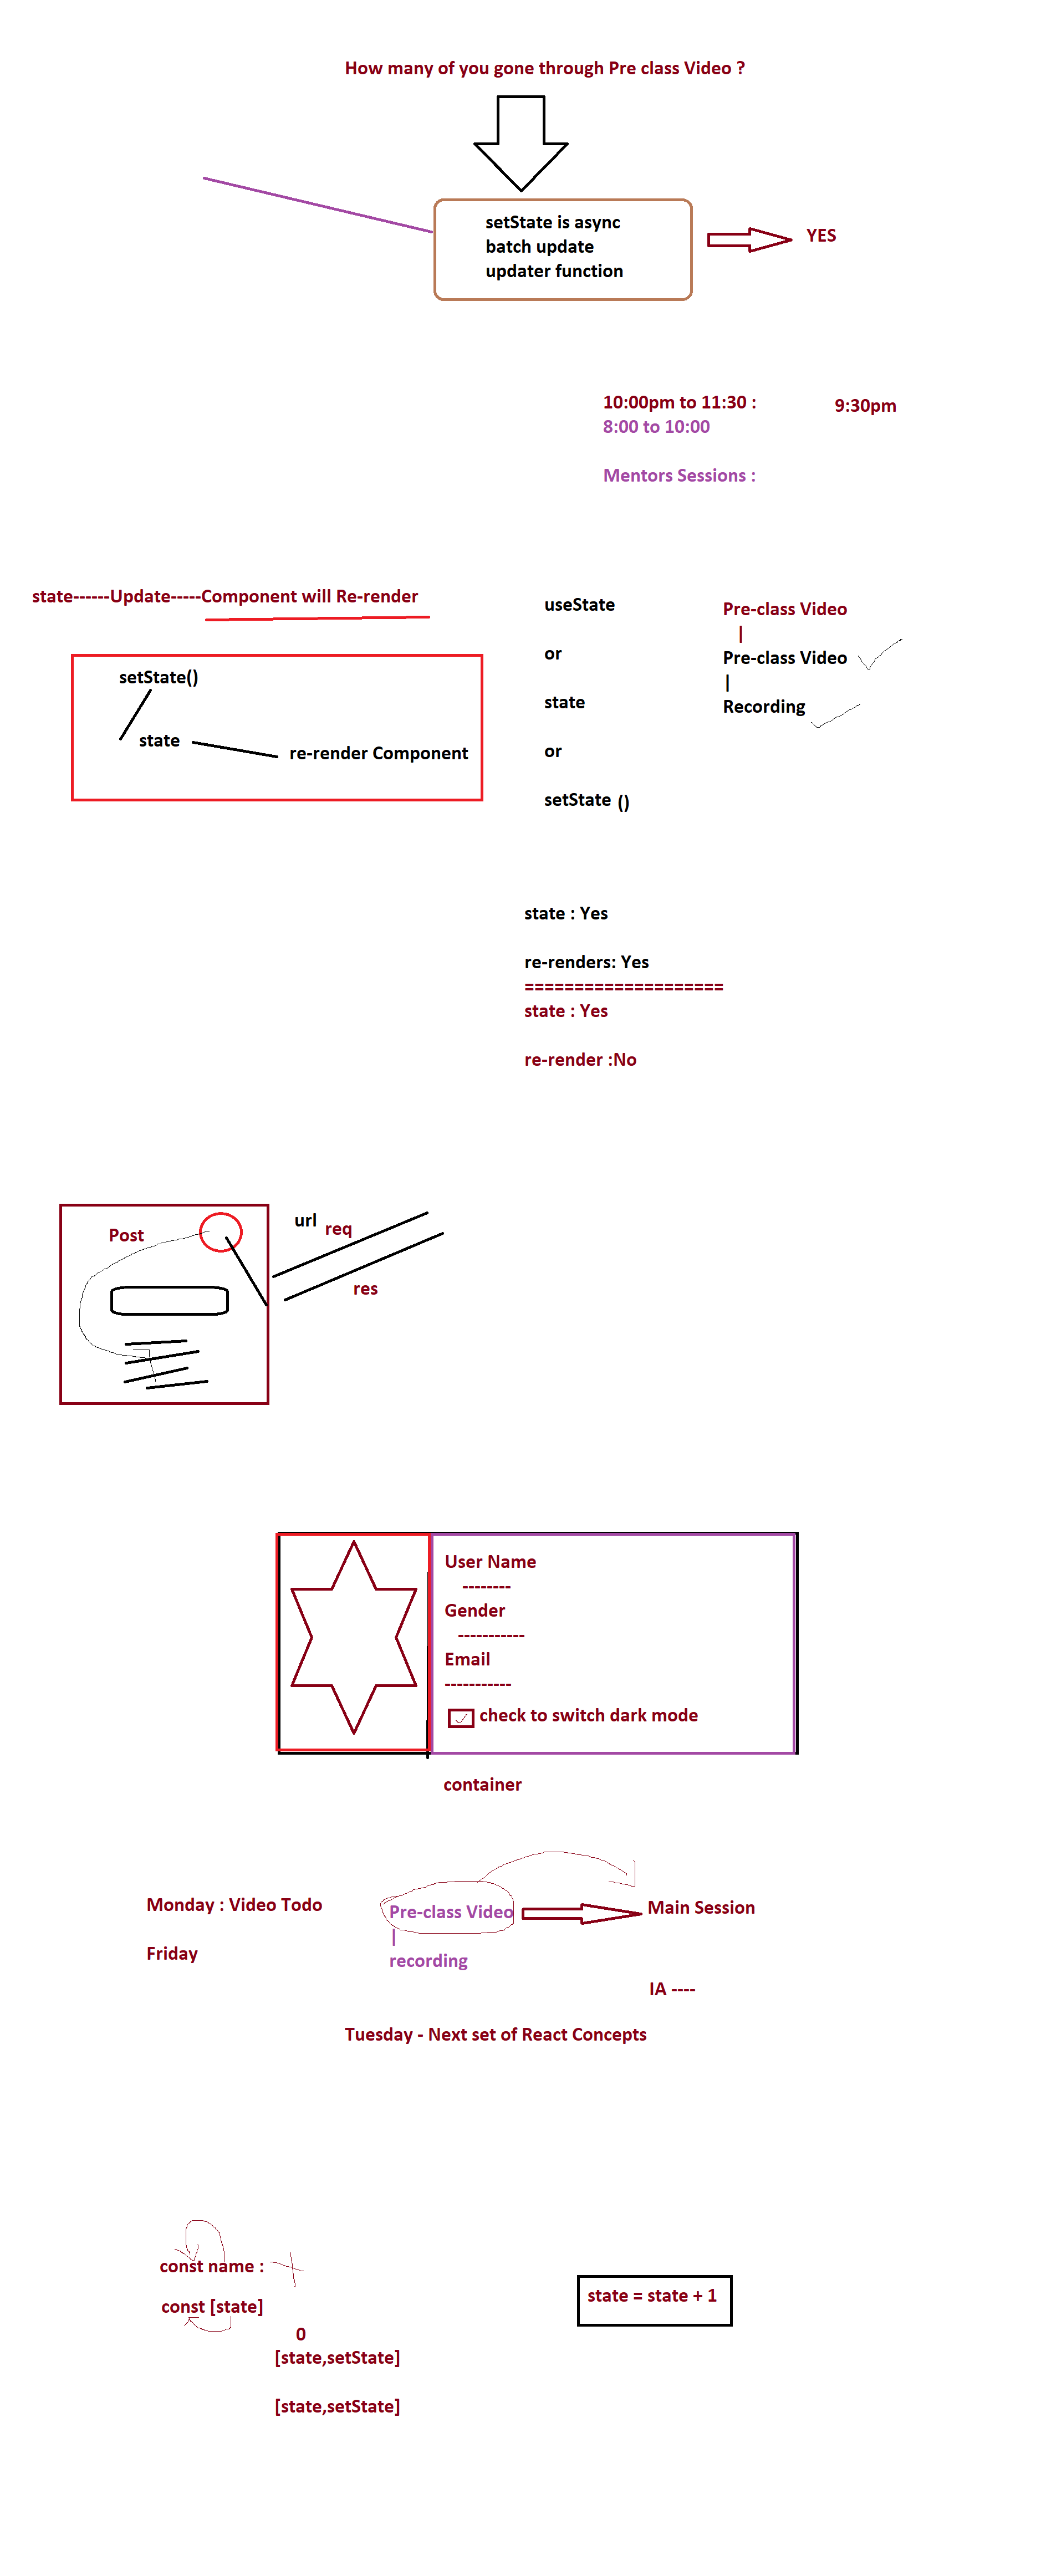 How many of you gone through Pre class Video ?
setState is async
batch update
updater function
YES
10:00pm to 11:30 :
9:30pm
8:00 to 10:00
Mentors Sessions :
state------Update-----Component will Re-render
setState()
state
re-render Component
useState
or
state
or
setState ()
Pre-class Video
|
Pre-class Video
|
Recording
state : Yes
re-renders: Yes
====================
state : Yes
re-render :No
Post
url
req
res
User Name
--------
Gender
-----------
Email
-----------
check to switch dark mode
container
Monday : Video Todo
Friday
Pre-class Video
|
recording
Main Session
IA ----
Tuesday - Next set of React Concepts
const name :
const [state]
0
[state,setState]
[state,setState]
state = state + 1